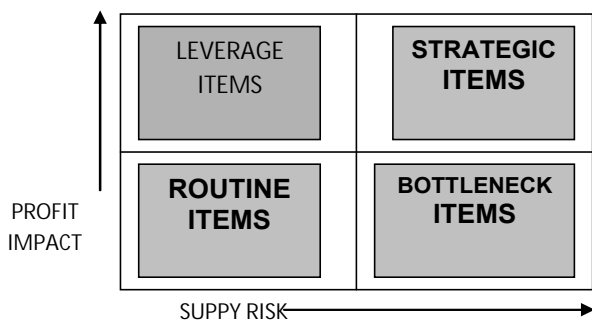 LEVERAGE
ITEMS
STRATEGIC
ITEMS
ROUTINE
ITEMS
BOTTLENECK
ITEMS
PROFIT
IMPACT
SUPPY RISK